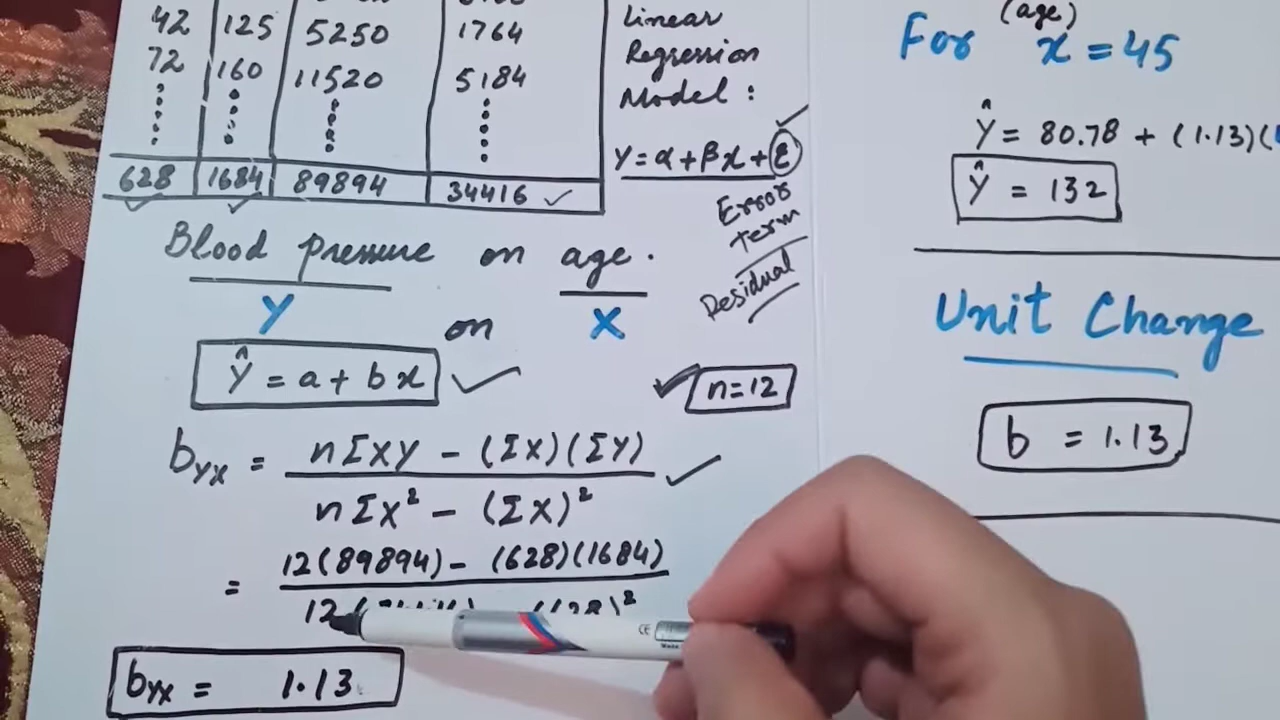 42 125 5250 1764
72 160 11520 5184
628 1684 89894 34416
Linear
Regression
Model :
Y = α + βx + ε
Error
Term
Residual
Blood pressure on age.
Y on X
Ŷ = a + bx
n=12
bYX = nΣXY - (ΣX)(ΣY)
nΣX² - (ΣX)²
= 12(89894) - (628)(1684)
12
bYX = 1.13
(age)
For x = 45
Ŷ = 80.78 + (1.13)(
Ŷ = 132
Unit Change
b = 1.13
CE